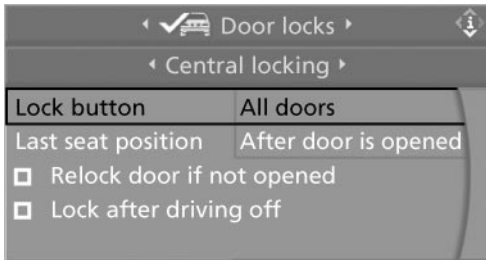 Door locks
Central locking
Lock button All doors
Last seat position After door is opened
Relock door if not opened
Lock after driving off